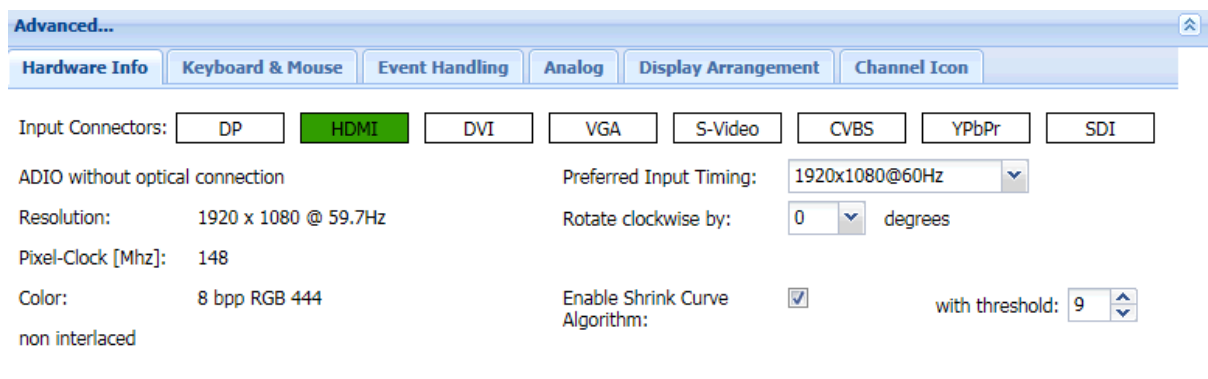 Advanced...
Hardware Info Keyboard & Mouse Event Handling Analog Display Arrangement Channel Icon
Input Connectors: DP HDMI DVI VGA S-Video CVBS YPbPr SDI
ADIO without optical connection Preferred Input Timing: 1920x1080@60Hz
Resolution: 1920 x 1080 @ 59.7Hz Rotate clockwise by: 0 degrees
Pixel-Clock [Mhz]: 148
Color: 8 bpp RGB 444 Enable Shrink Curve with threshold: 9
Algorithm:
non interlaced